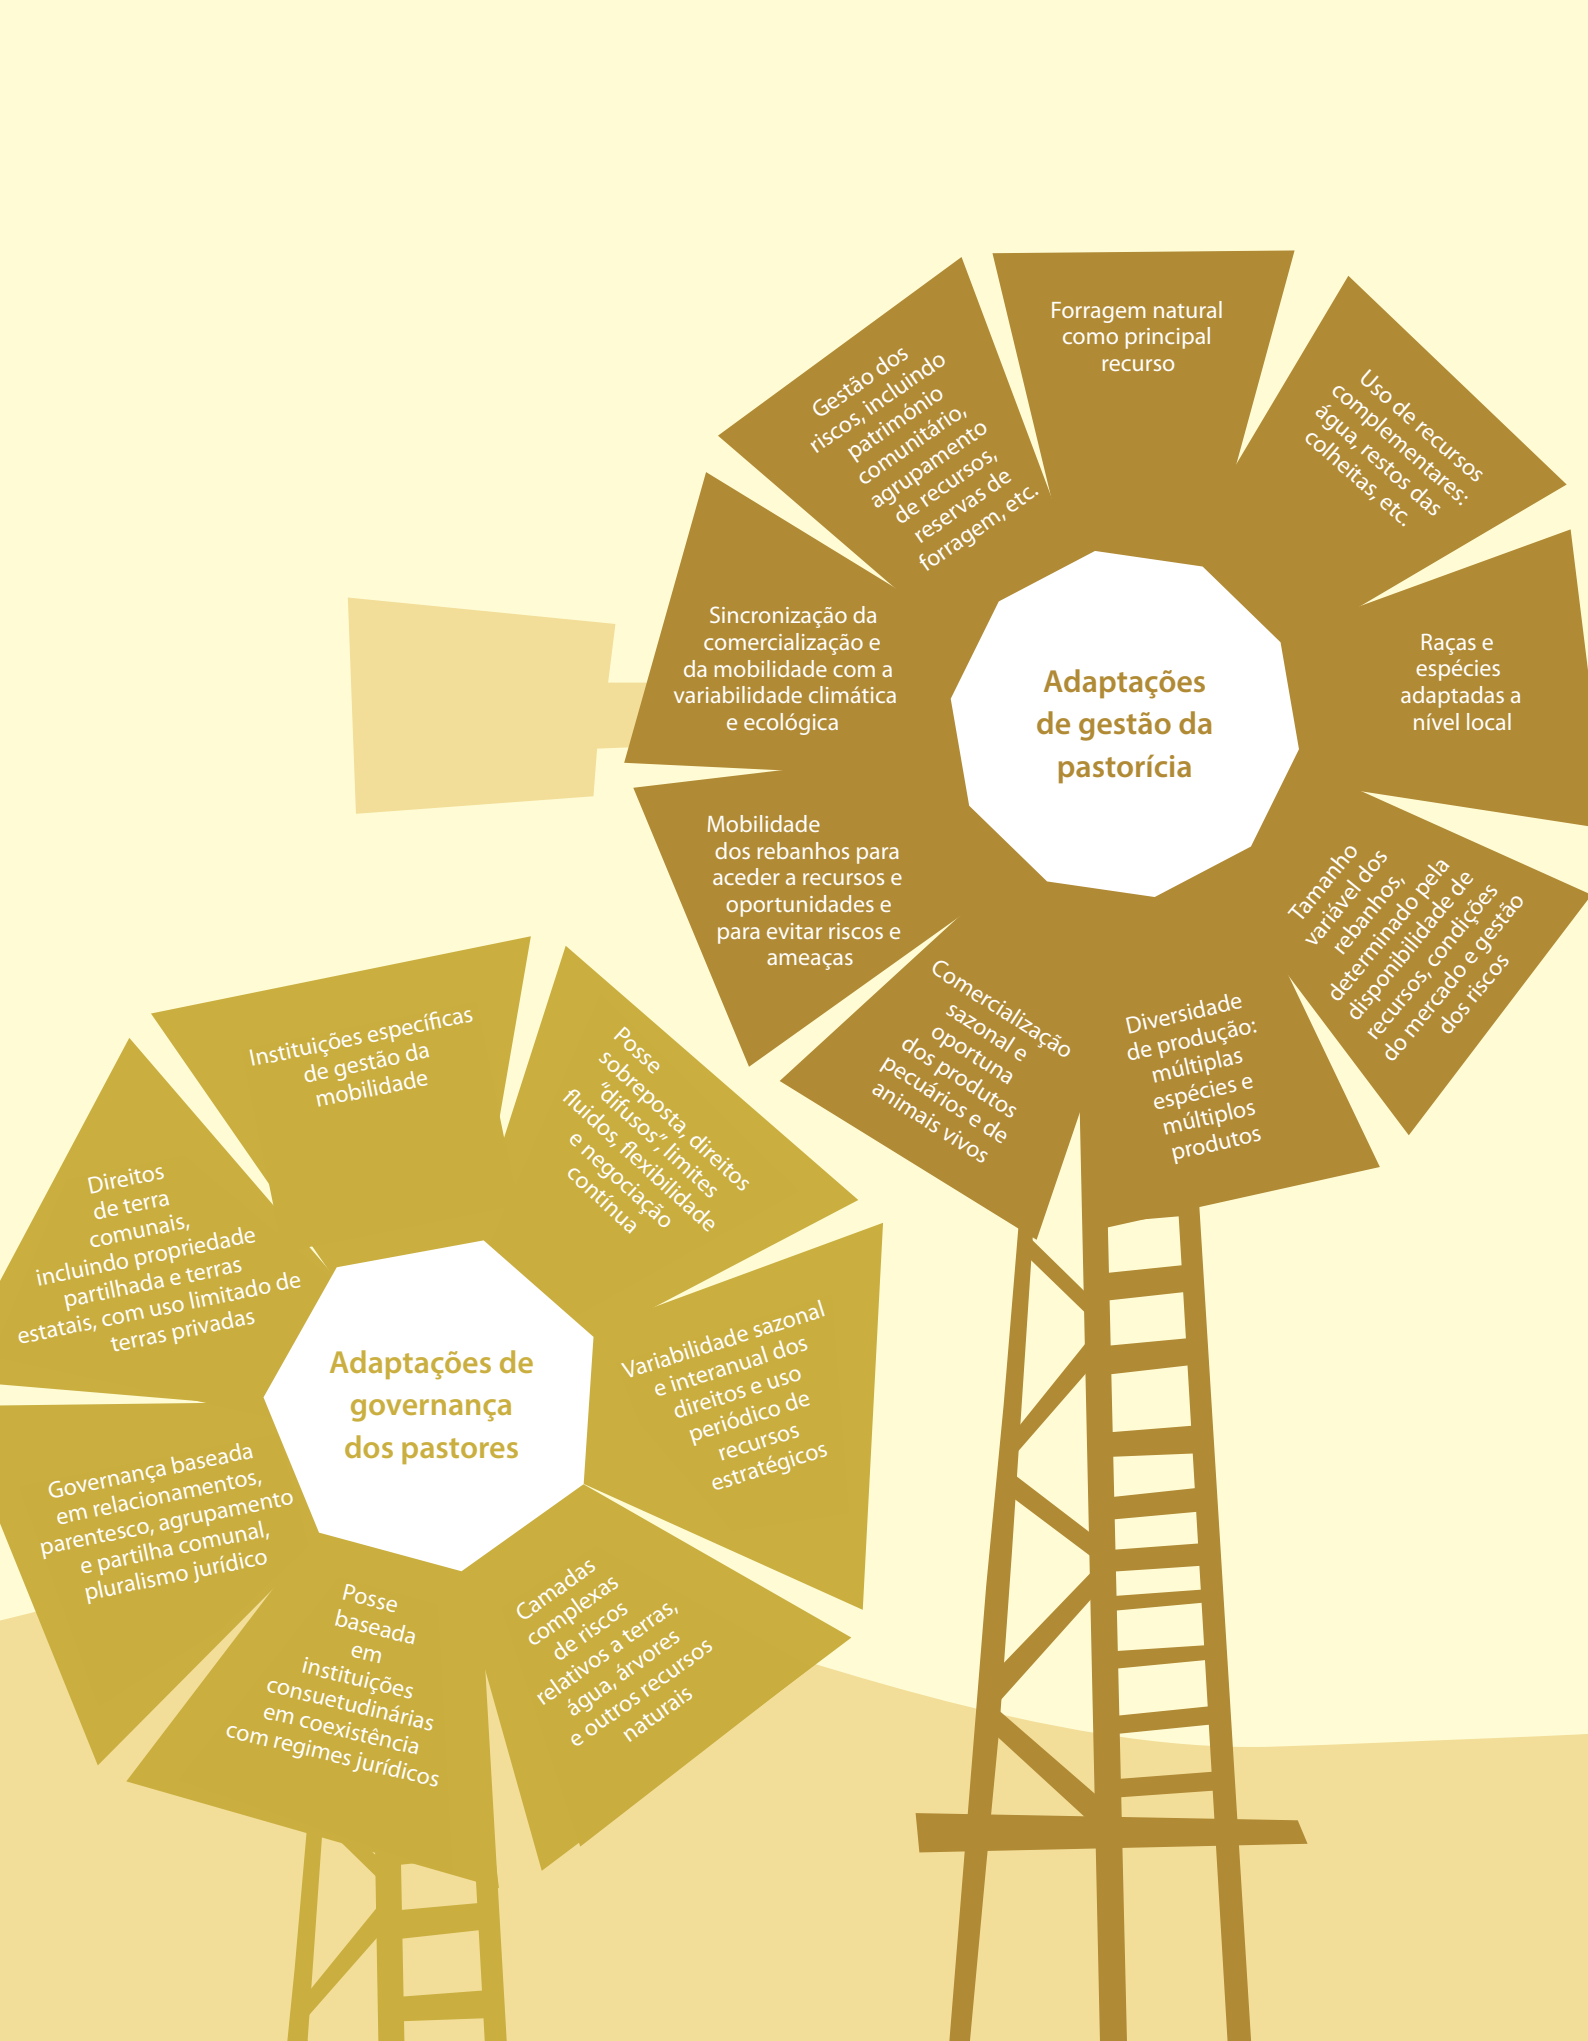 Forragem natural
como principal
recurso
Uso de recursos
complementares:
água, restos das
colheitas, etc.
Raças e
espécies
adaptadas a
nível local
Tamanho
variável dos
rebanhos,
determinado pela
disponibilidade de
recursos, condições
do mercado e gestão
dos riscos
Diversidade
de produção:
múltiplas
espécies e
múltiplos
produtos
Comercialização
sazonal e
oportuna
dos produtos
pecuários e de
animais vivos
Mobilidade
dos rebanhos para
aceder a recursos e
oportunidades e
para evitar riscos e
ameaças
Sincronização da
comercialização e
da mobilidade com a
variabilidade climática
e ecológica
Gestão dos
riscos, incluindo
património
comunitário,
agrupamento
de recursos,
reservas de
forragem, etc.
Adaptações
de gestão da
pastorícia
Instituições específicas
de gestão da
mobilidade
Posse
sobreposta, direitos
“difusos”, limites
fluidos, flexibilidade
e negociação
contínua
Variabilidade sazonal
e interanual dos
direitos e uso
periódico de
recursos
estratégicos
Camadas
complexas
de riscos
relativos a terras,
água, árvores
e outros recursos
naturais
Posse
baseada
em
instituições
consuetudinárias
em coexistência
com regimes jurídicos
Governança baseada
em relacionamentos,
parentesco, agrupamento
e partilha comunal,
pluralismo jurídico
Direitos
de terra
comunais,
incluindo propriedade
partilhada e terras
estatais, com uso limitado de
terras privadas
Adaptações de
governança
dos pastores